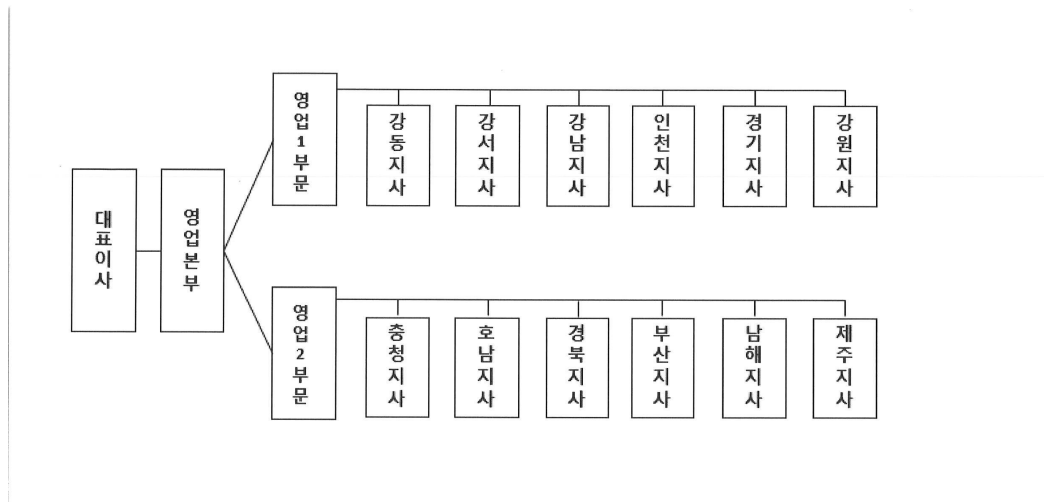 대표이사
영업본부
영업1부문
강동지사
강서지사
강남지사
인천지사
경기지사
강원지사
영업2부문
충청지사
호남지사
경북지사
부산지사
남해지사
제주지사